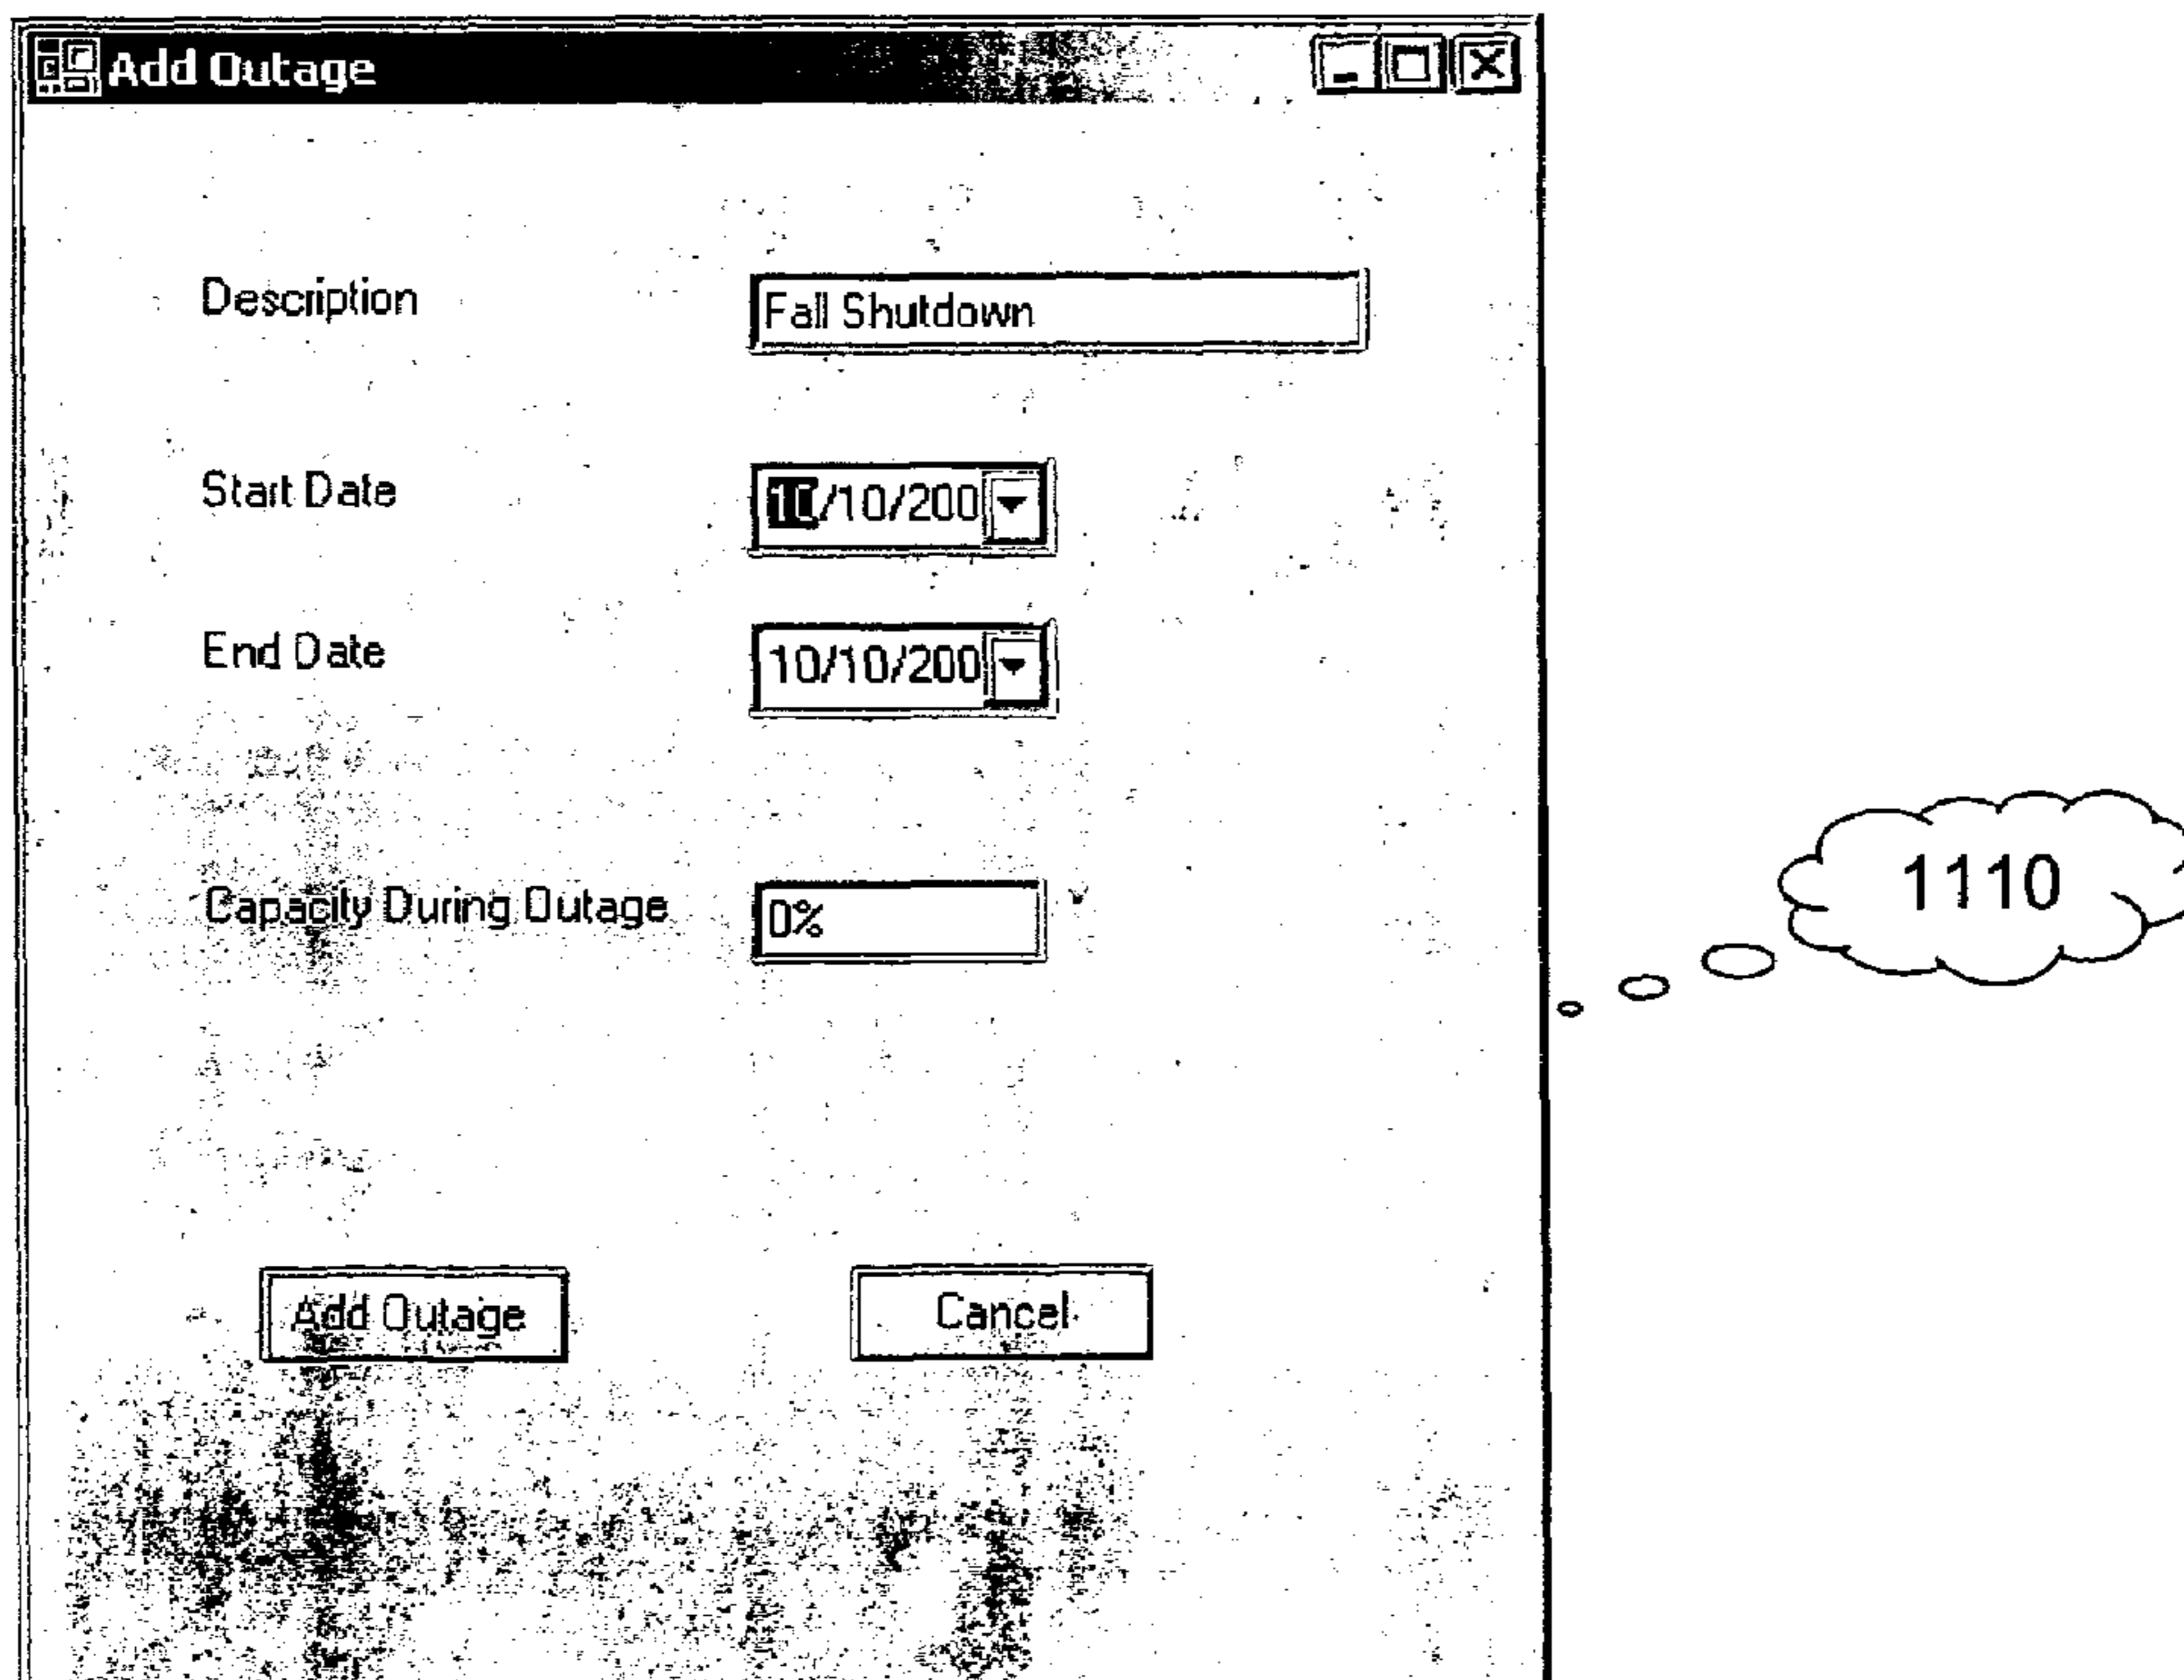 Add Outage
Description Fall Shutdown
Start Date 10/10/200
End Date 10/10/200
Capacity During Outage 0%
1110
Add Outage Cancel